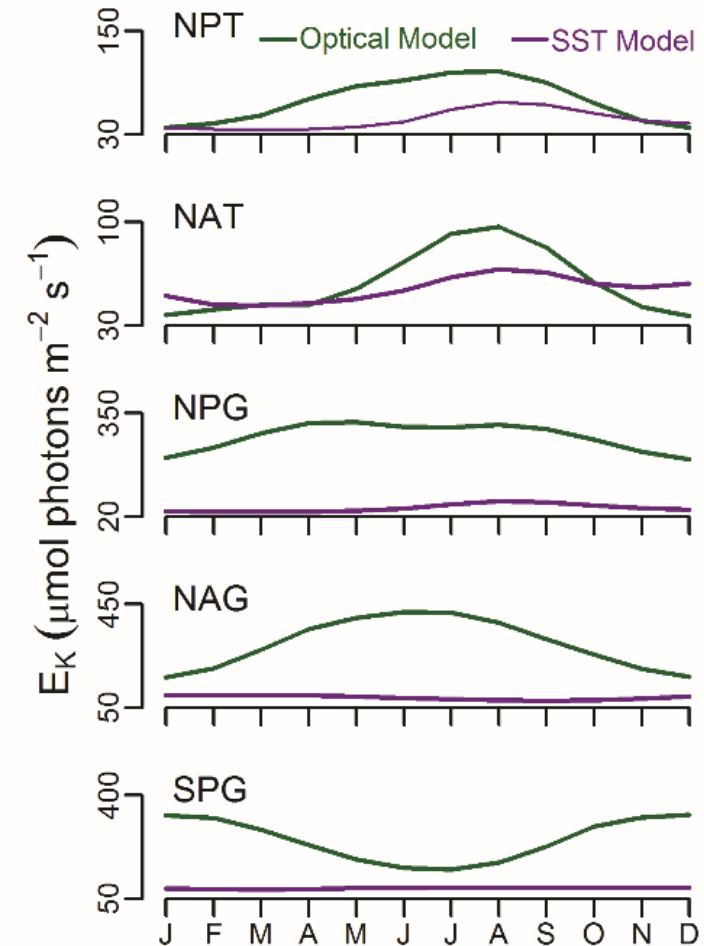 NPT
Optical Model
SST Model
150
30
NAT
100
30
NPG
350
20
NAG
450
50
SPG
400
50
E_K (μmol photons m⁻² s⁻¹)
J F M A M J J A S O N D